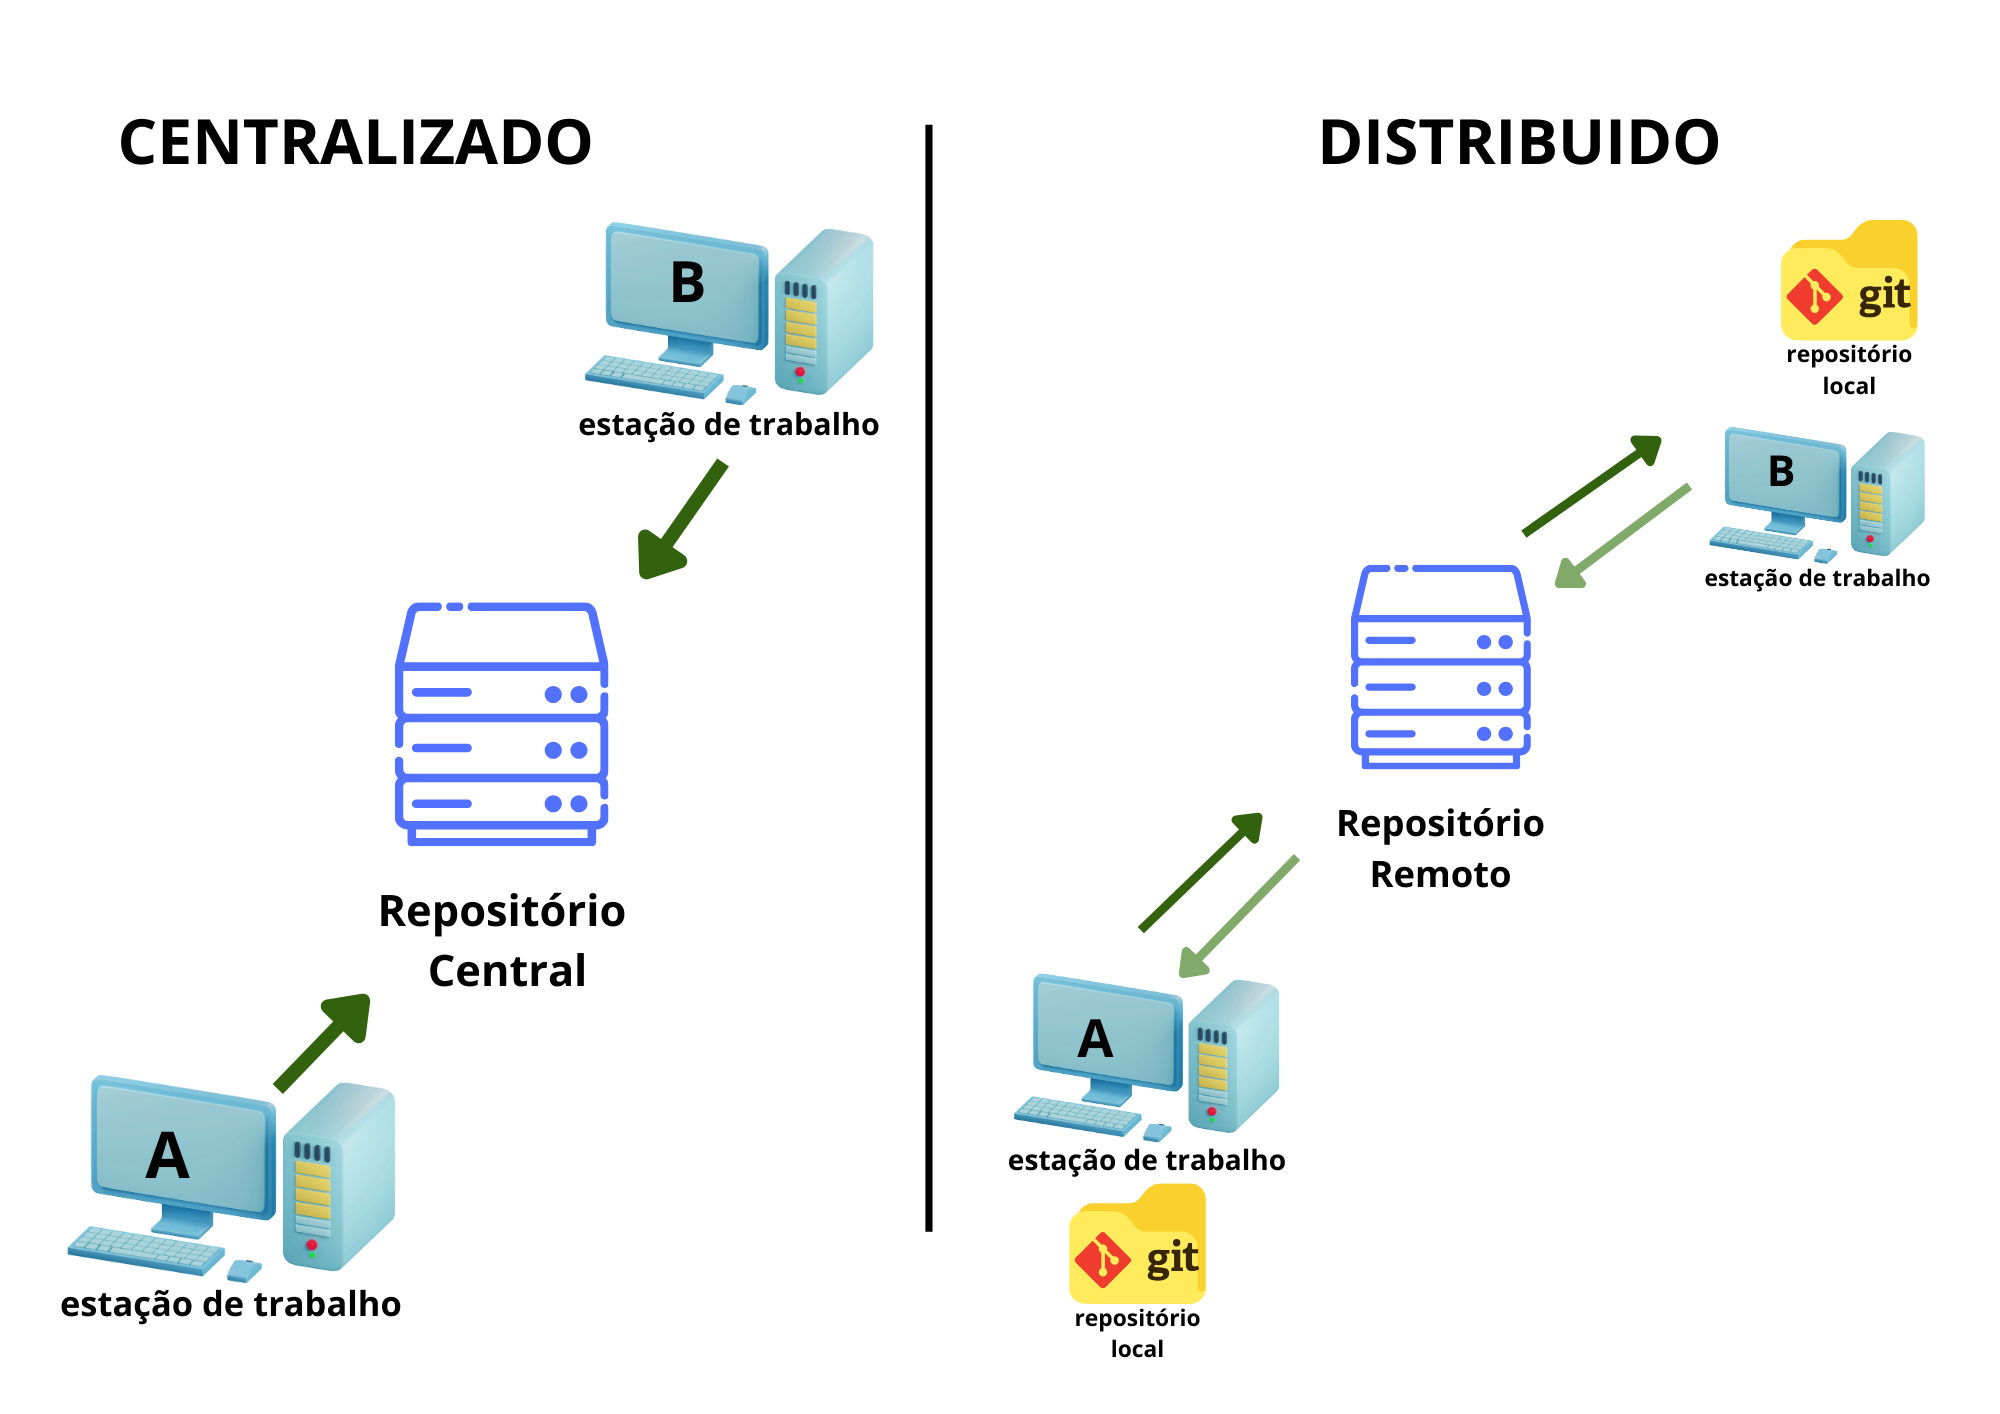 CENTRALIZADO
B
estação de trabalho
Repositório
Central
A
estação de trabalho
DISTRIBUIDO
git
repositório
local
B
estação de trabalho
Repositório
Remoto
A
estação de trabalho
git
repositório
local